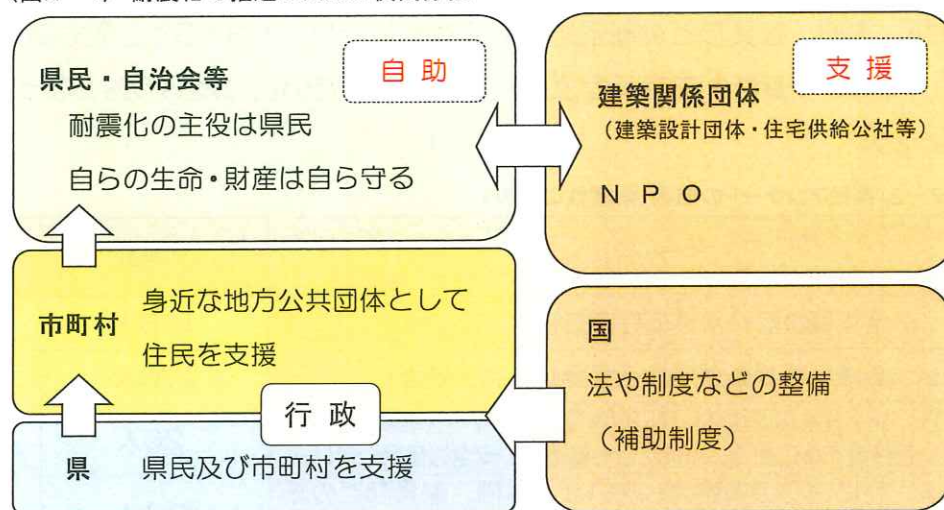 県民・自治会等
自 助
耐震化の主役は県民
自らの生命・財産は自ら守る
支 援
建築関係団体
（建築設計団体・住宅供給公社等）
Ｎ Ｐ Ｏ
市町村
身近な地方公共団体として
住民を支援
行 政
県
県民及び市町村を支援
国
法や制度などの整備
（補助制度）